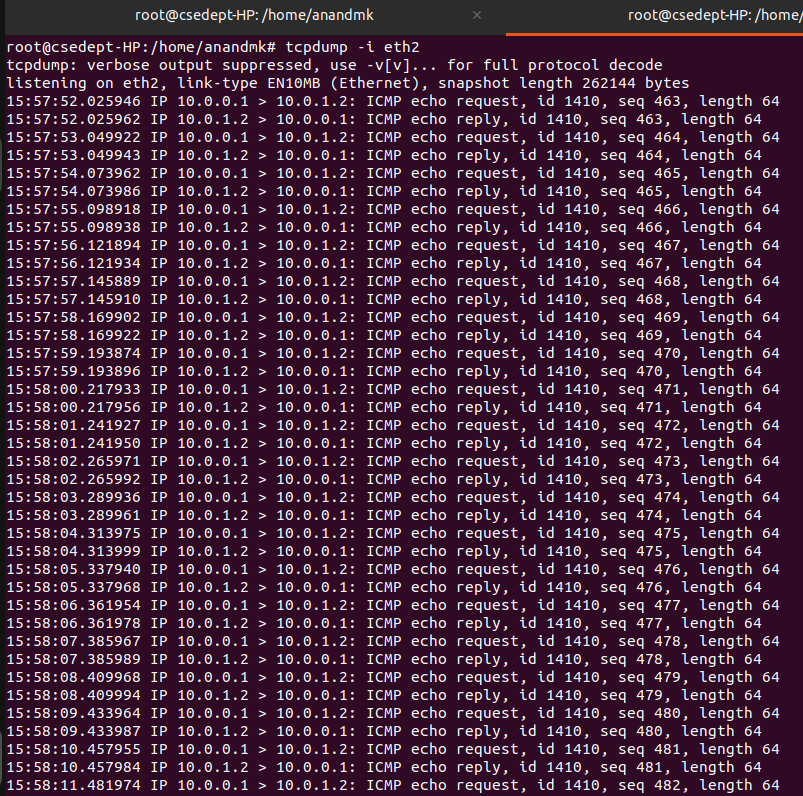 root@csedept-HP: /home/anandmk × root@csedept-HP: /home/
root@csedept-HP:/home/anandmk# tcpdump -i eth2
tcpdump: verbose output suppressed, use -v[v]... for full protocol decode
listening on eth2, link-type EN10MB (Ethernet), snapshot length 262144 bytes
15:57:52.025946 IP 10.0.0.1 > 10.0.1.2: ICMP echo request, id 1410, seq 463, length 64
15:57:52.025962 IP 10.0.1.2 > 10.0.0.1: ICMP echo reply, id 1410, seq 463, length 64
15:57:53.049922 IP 10.0.0.1 > 10.0.1.2: ICMP echo request, id 1410, seq 464, length 64
15:57:53.049943 IP 10.0.1.2 > 10.0.0.1: ICMP echo reply, id 1410, seq 464, length 64
15:57:54.073962 IP 10.0.0.1 > 10.0.1.2: ICMP echo request, id 1410, seq 465, length 64
15:57:54.073986 IP 10.0.1.2 > 10.0.0.1: ICMP echo reply, id 1410, seq 465, length 64
15:57:55.098918 IP 10.0.0.1 > 10.0.1.2: ICMP echo request, id 1410, seq 466, length 64
15:57:55.098938 IP 10.0.1.2 > 10.0.0.1: ICMP echo reply, id 1410, seq 466, length 64
15:57:56.121894 IP 10.0.0.1 > 10.0.1.2: ICMP echo request, id 1410, seq 467, length 64
15:57:56.121934 IP 10.0.1.2 > 10.0.0.1: ICMP echo reply, id 1410, seq 467, length 64
15:57:57.145889 IP 10.0.0.1 > 10.0.1.2: ICMP echo request, id 1410, seq 468, length 64
15:57:57.145910 IP 10.0.1.2 > 10.0.0.1: ICMP echo reply, id 1410, seq 468, length 64
15:57:58.169902 IP 10.0.0.1 > 10.0.1.2: ICMP echo request, id 1410, seq 469, length 64
15:57:58.169922 IP 10.0.1.2 > 10.0.0.1: ICMP echo reply, id 1410, seq 469, length 64
15:57:59.193874 IP 10.0.0.1 > 10.0.1.2: ICMP echo request, id 1410, seq 470, length 64
15:57:59.193896 IP 10.0.1.2 > 10.0.0.1: ICMP echo reply, id 1410, seq 470, length 64
15:58:00.217933 IP 10.0.0.1 > 10.0.1.2: ICMP echo request, id 1410, seq 471, length 64
15:58:00.217956 IP 10.0.1.2 > 10.0.0.1: ICMP echo reply, id 1410, seq 471, length 64
15:58:01.241927 IP 10.0.0.1 > 10.0.1.2: ICMP echo request, id 1410, seq 472, length 64
15:58:01.241950 IP 10.0.1.2 > 10.0.0.1: ICMP echo reply, id 1410, seq 472, length 64
15:58:02.265971 IP 10.0.0.1 > 10.0.1.2: ICMP echo request, id 1410, seq 473, length 64
15:58:02.265992 IP 10.0.1.2 > 10.0.0.1: ICMP echo reply, id 1410, seq 473, length 64
15:58:03.289936 IP 10.0.0.1 > 10.0.1.2: ICMP echo request, id 1410, seq 474, length 64
15:58:03.289961 IP 10.0.1.2 > 10.0.0.1: ICMP echo reply, id 1410, seq 474, length 64
15:58:04.313975 IP 10.0.0.1 > 10.0.1.2: ICMP echo request, id 1410, seq 475, length 64
15:58:04.313999 IP 10.0.1.2 > 10.0.0.1: ICMP echo reply, id 1410, seq 475, length 64
15:58:05.337940 IP 10.0.0.1 > 10.0.1.2: ICMP echo request, id 1410, seq 476, length 64
15:58:05.337968 IP 10.0.1.2 > 10.0.0.1: ICMP echo reply, id 1410, seq 476, length 64
15:58:06.361954 IP 10.0.0.1 > 10.0.1.2: ICMP echo request, id 1410, seq 477, length 64
15:58:06.361978 IP 10.0.1.2 > 10.0.0.1: ICMP echo reply, id 1410, seq 477, length 64
15:58:07.385967 IP 10.0.0.1 > 10.0.1.2: ICMP echo request, id 1410, seq 478, length 64
15:58:07.385989 IP 10.0.1.2 > 10.0.0.1: ICMP echo reply, id 1410, seq 478, length 64
15:58:08.409968 IP 10.0.0.1 > 10.0.1.2: ICMP echo request, id 1410, seq 479, length 64
15:58:08.409994 IP 10.0.1.2 > 10.0.0.1: ICMP echo reply, id 1410, seq 479, length 64
15:58:09.433964 IP 10.0.0.1 > 10.0.1.2: ICMP echo request, id 1410, seq 480, length 64
15:58:09.433987 IP 10.0.1.2 > 10.0.0.1: ICMP echo reply, id 1410, seq 480, length 64
15:58:10.457955 IP 10.0.0.1 > 10.0.1.2: ICMP echo request, id 1410, seq 481, length 64
15:58:10.457984 IP 10.0.1.2 > 10.0.0.1: ICMP echo reply, id 1410, seq 481, length 64
15:58:11.481974 IP 10.0.0.1 > 10.0.1.2: ICMP echo request, id 1410, seq 482, length 64